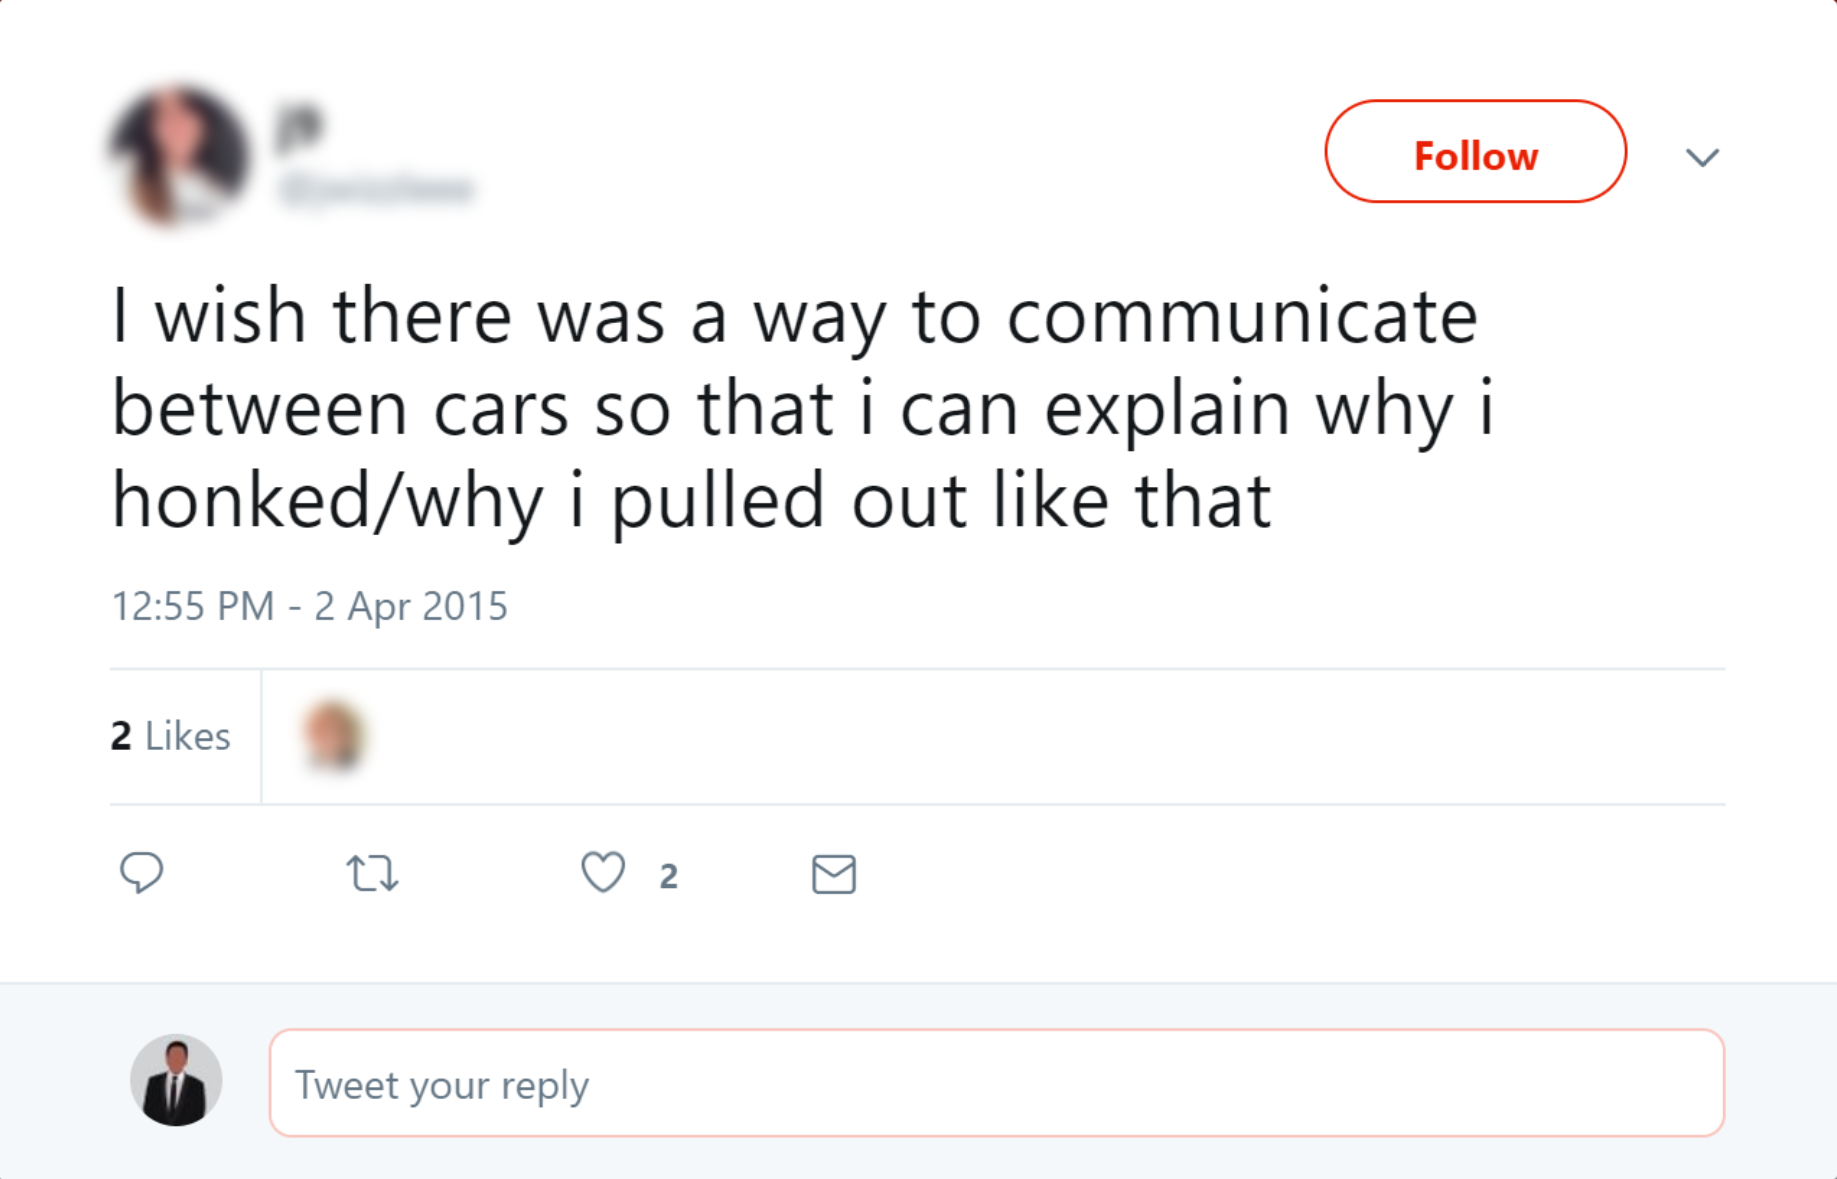 Follow
I wish there was a way to communicate
between cars so that i can explain why i
honked/why i pulled out like that
12:55 PM - 2 Apr 2015
2 Likes
2
Tweet your reply